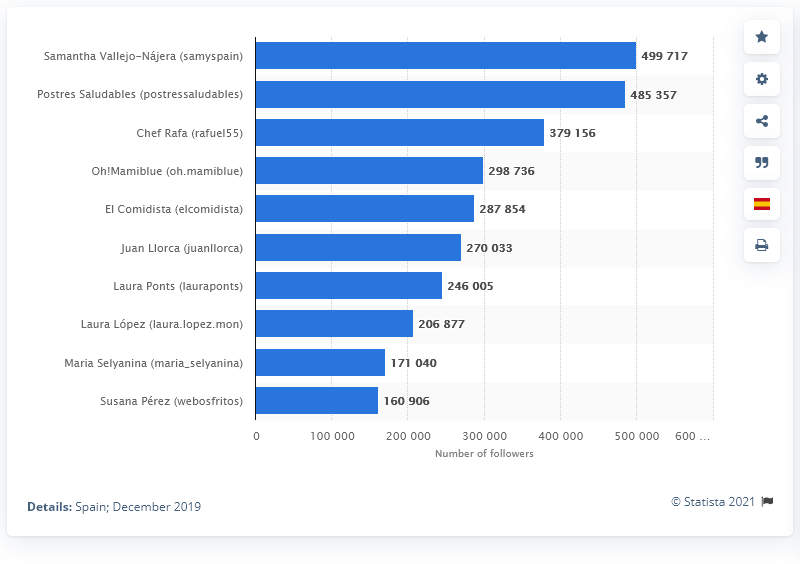 Samantha Vallejo-Nájera (samyspain) 499 717
Postres Saludables (postressaludables) 485 357
Chef Rafa (rafuel55) 379 156
Oh!Mamiblue (oh.mamiblue) 298 736
El Comidista (elcomidista) 287 854
Juan Llorca (juanllorca) 270 033
Laura Ponts (lauraponts) 246 005
Laura López (laura.lopez.mon) 206 877
Maria Selyanina (maria_selyanina) 171 040
Susana Pérez (webosfritos) 160 906
0 100 000 200 000 300 000 400 000 500 000 600 ...
Number of followers
Details: Spain; December 2019
© Statista 2021